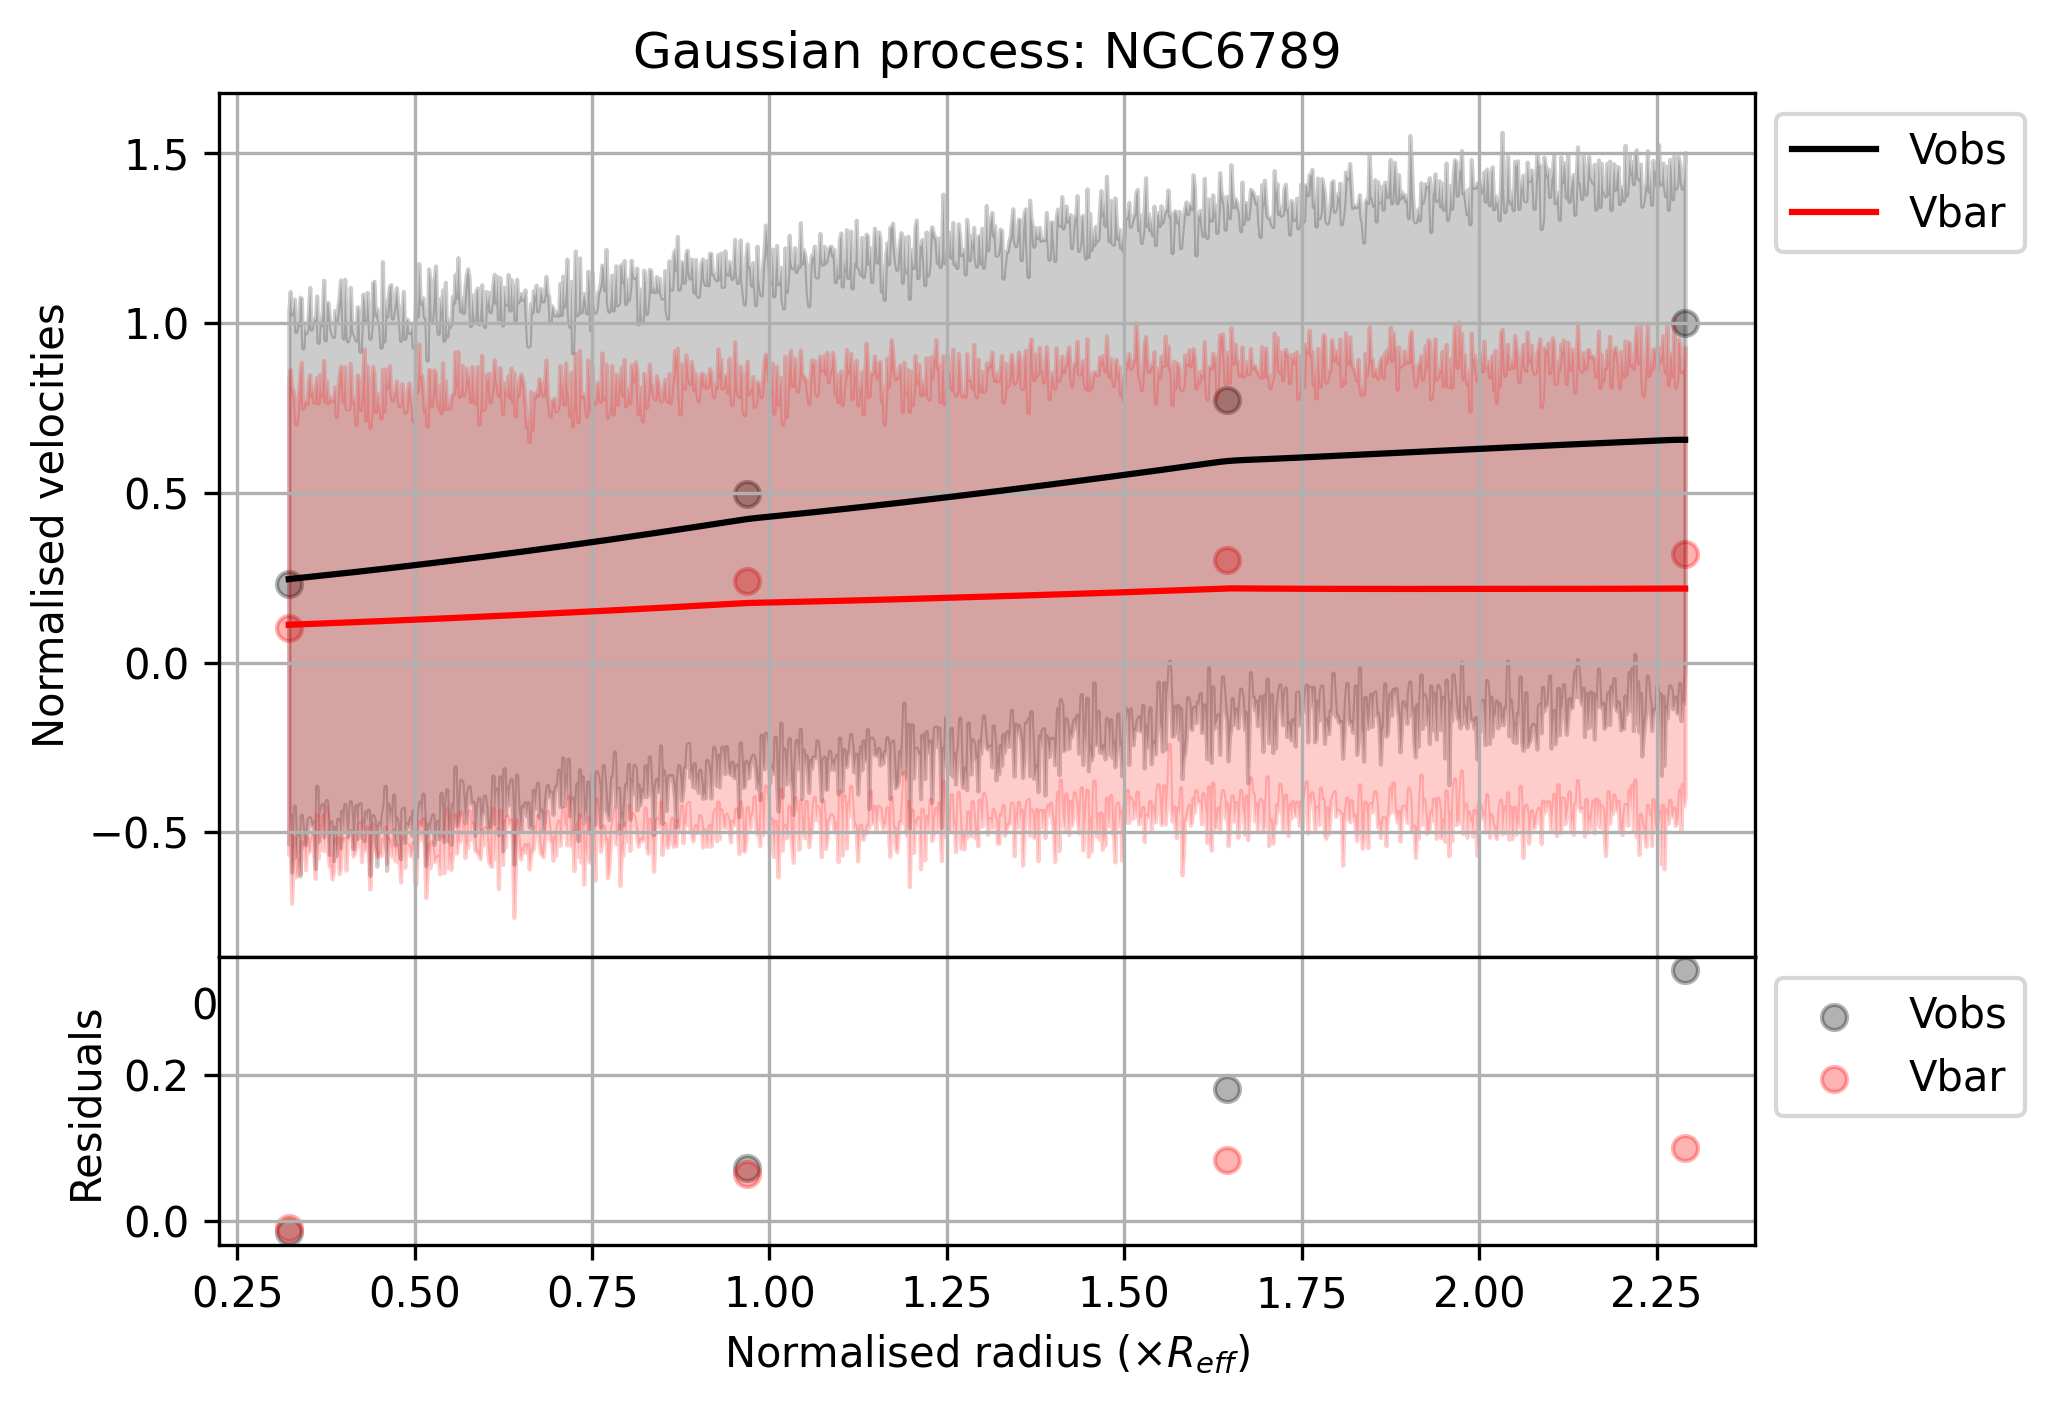 Gaussian process: NGC6789
Normalised velocities
1.5
1.0
0.5
0.0
−0.5
Vobs
Vbar
Residuals
0
0.2
0.0
Vobs
Vbar
0.25 0.50 0.75 1.00 1.25 1.50 1.75 2.00 2.25
Normalised radius (×R_{eff})